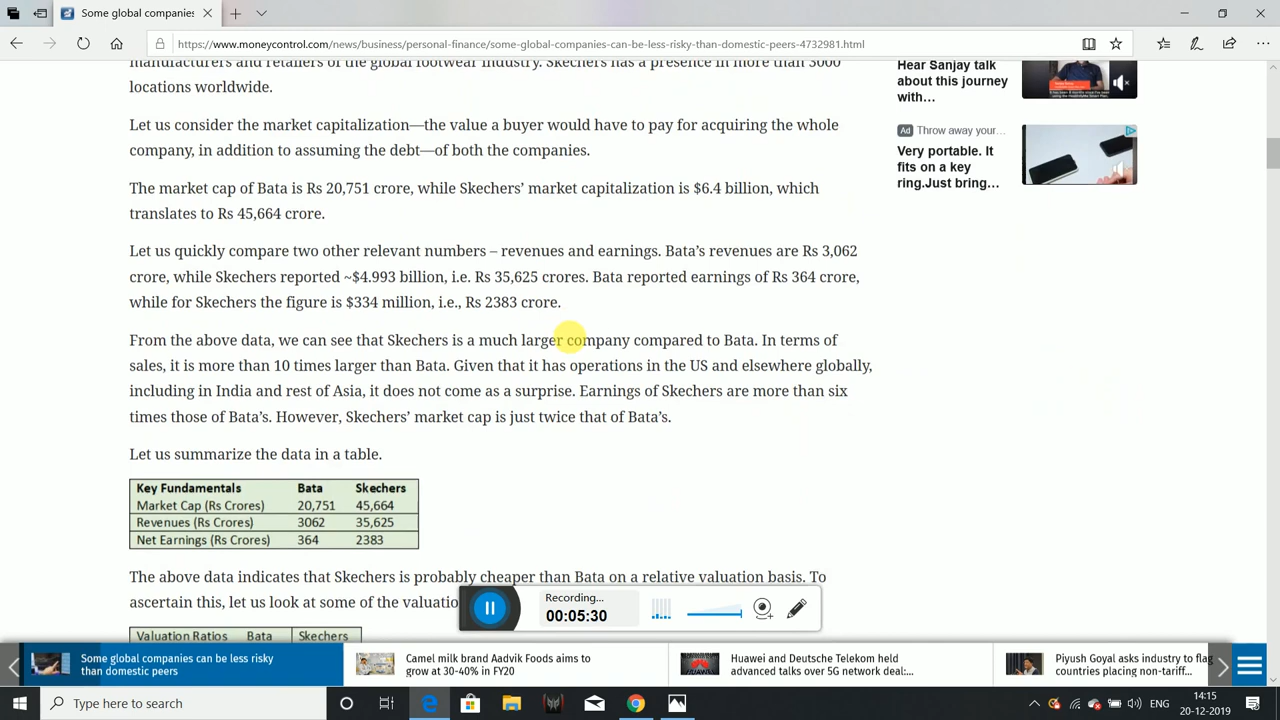 Some global companies
https://www.moneycontrol.com/news/business/personal-finance/some-global-companies-can-be-less-risky-than-domestic-peers-4732981.html
manufacturers and retailers of the global footwear industry. Skechers has a presence in more than 3000
locations worldwide.
Let us consider the market capitalization—the value a buyer would have to pay for acquiring the whole
company, in addition to assuming the debt—of both the companies.
The market cap of Bata is Rs 20,751 crore, while Skechers’ market capitalization is $6.4 billion, which
translates to Rs 45,664 crore.
Let us quickly compare two other relevant numbers – revenues and earnings. Bata’s revenues are Rs 3,062
crore, while Skechers reported ~$4.993 billion, i.e. Rs 35,625 crores. Bata reported earnings of Rs 364 crore,
while for Skechers the figure is $334 million, i.e., Rs 2383 crore.
From the above data, we can see that Skechers is a much larger company compared to Bata. In terms of
sales, it is more than 10 times larger than Bata. Given that it has operations in the US and elsewhere globally,
including in India and rest of Asia, it does not come as a surprise. Earnings of Skechers are more than six
times those of Bata’s. However, Skechers’ market cap is just twice that of Bata’s.
Let us summarize the data in a table.
Key Fundamentals Bata Skechers
Market Cap (Rs Crores) 20,751 45,664
Revenues (Rs Crores) 3062 35,625
Net Earnings (Rs Crores) 364 2383
The above data indicates that Skechers is probably cheaper than Bata on a relative valuation basis. To
ascertain this, let us look at some of the valuatio
Valuation Ratios Bata Skechers
Hear Sanjay talk
about this journey
with...
Ad Throw away your...
Very portable. It
fits on a key
ring.Just bring...
Recording...
00:05:30
Some global companies can be less risky
than domestic peers
Camel milk brand Aadvik Foods aims to
grow at 30-40% in FY20
Huawei and Deutsche Telekom held
advanced talks over 5G network deal:...
Piyush Goyal asks industry to flag
countries placing non-tariff...
Type here to search
ENG
14:15
20-12-2019